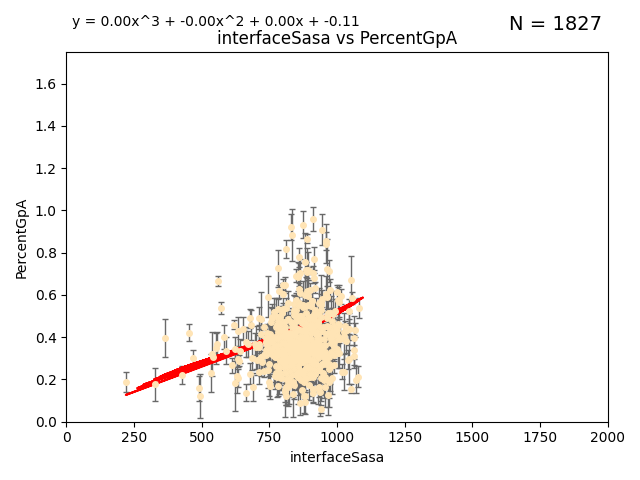 y = 0.00x^3 + -0.00x^2 + 0.00x + -0.11
N = 1827
interfaceSasa vs PercentGpA
1.6
1.4
1.2
1.0
0.8
0.6
0.4
0.2
0.0
PercentGpA
0 250 500 750 1000 1250 1500 1750 2000
interfaceSasa